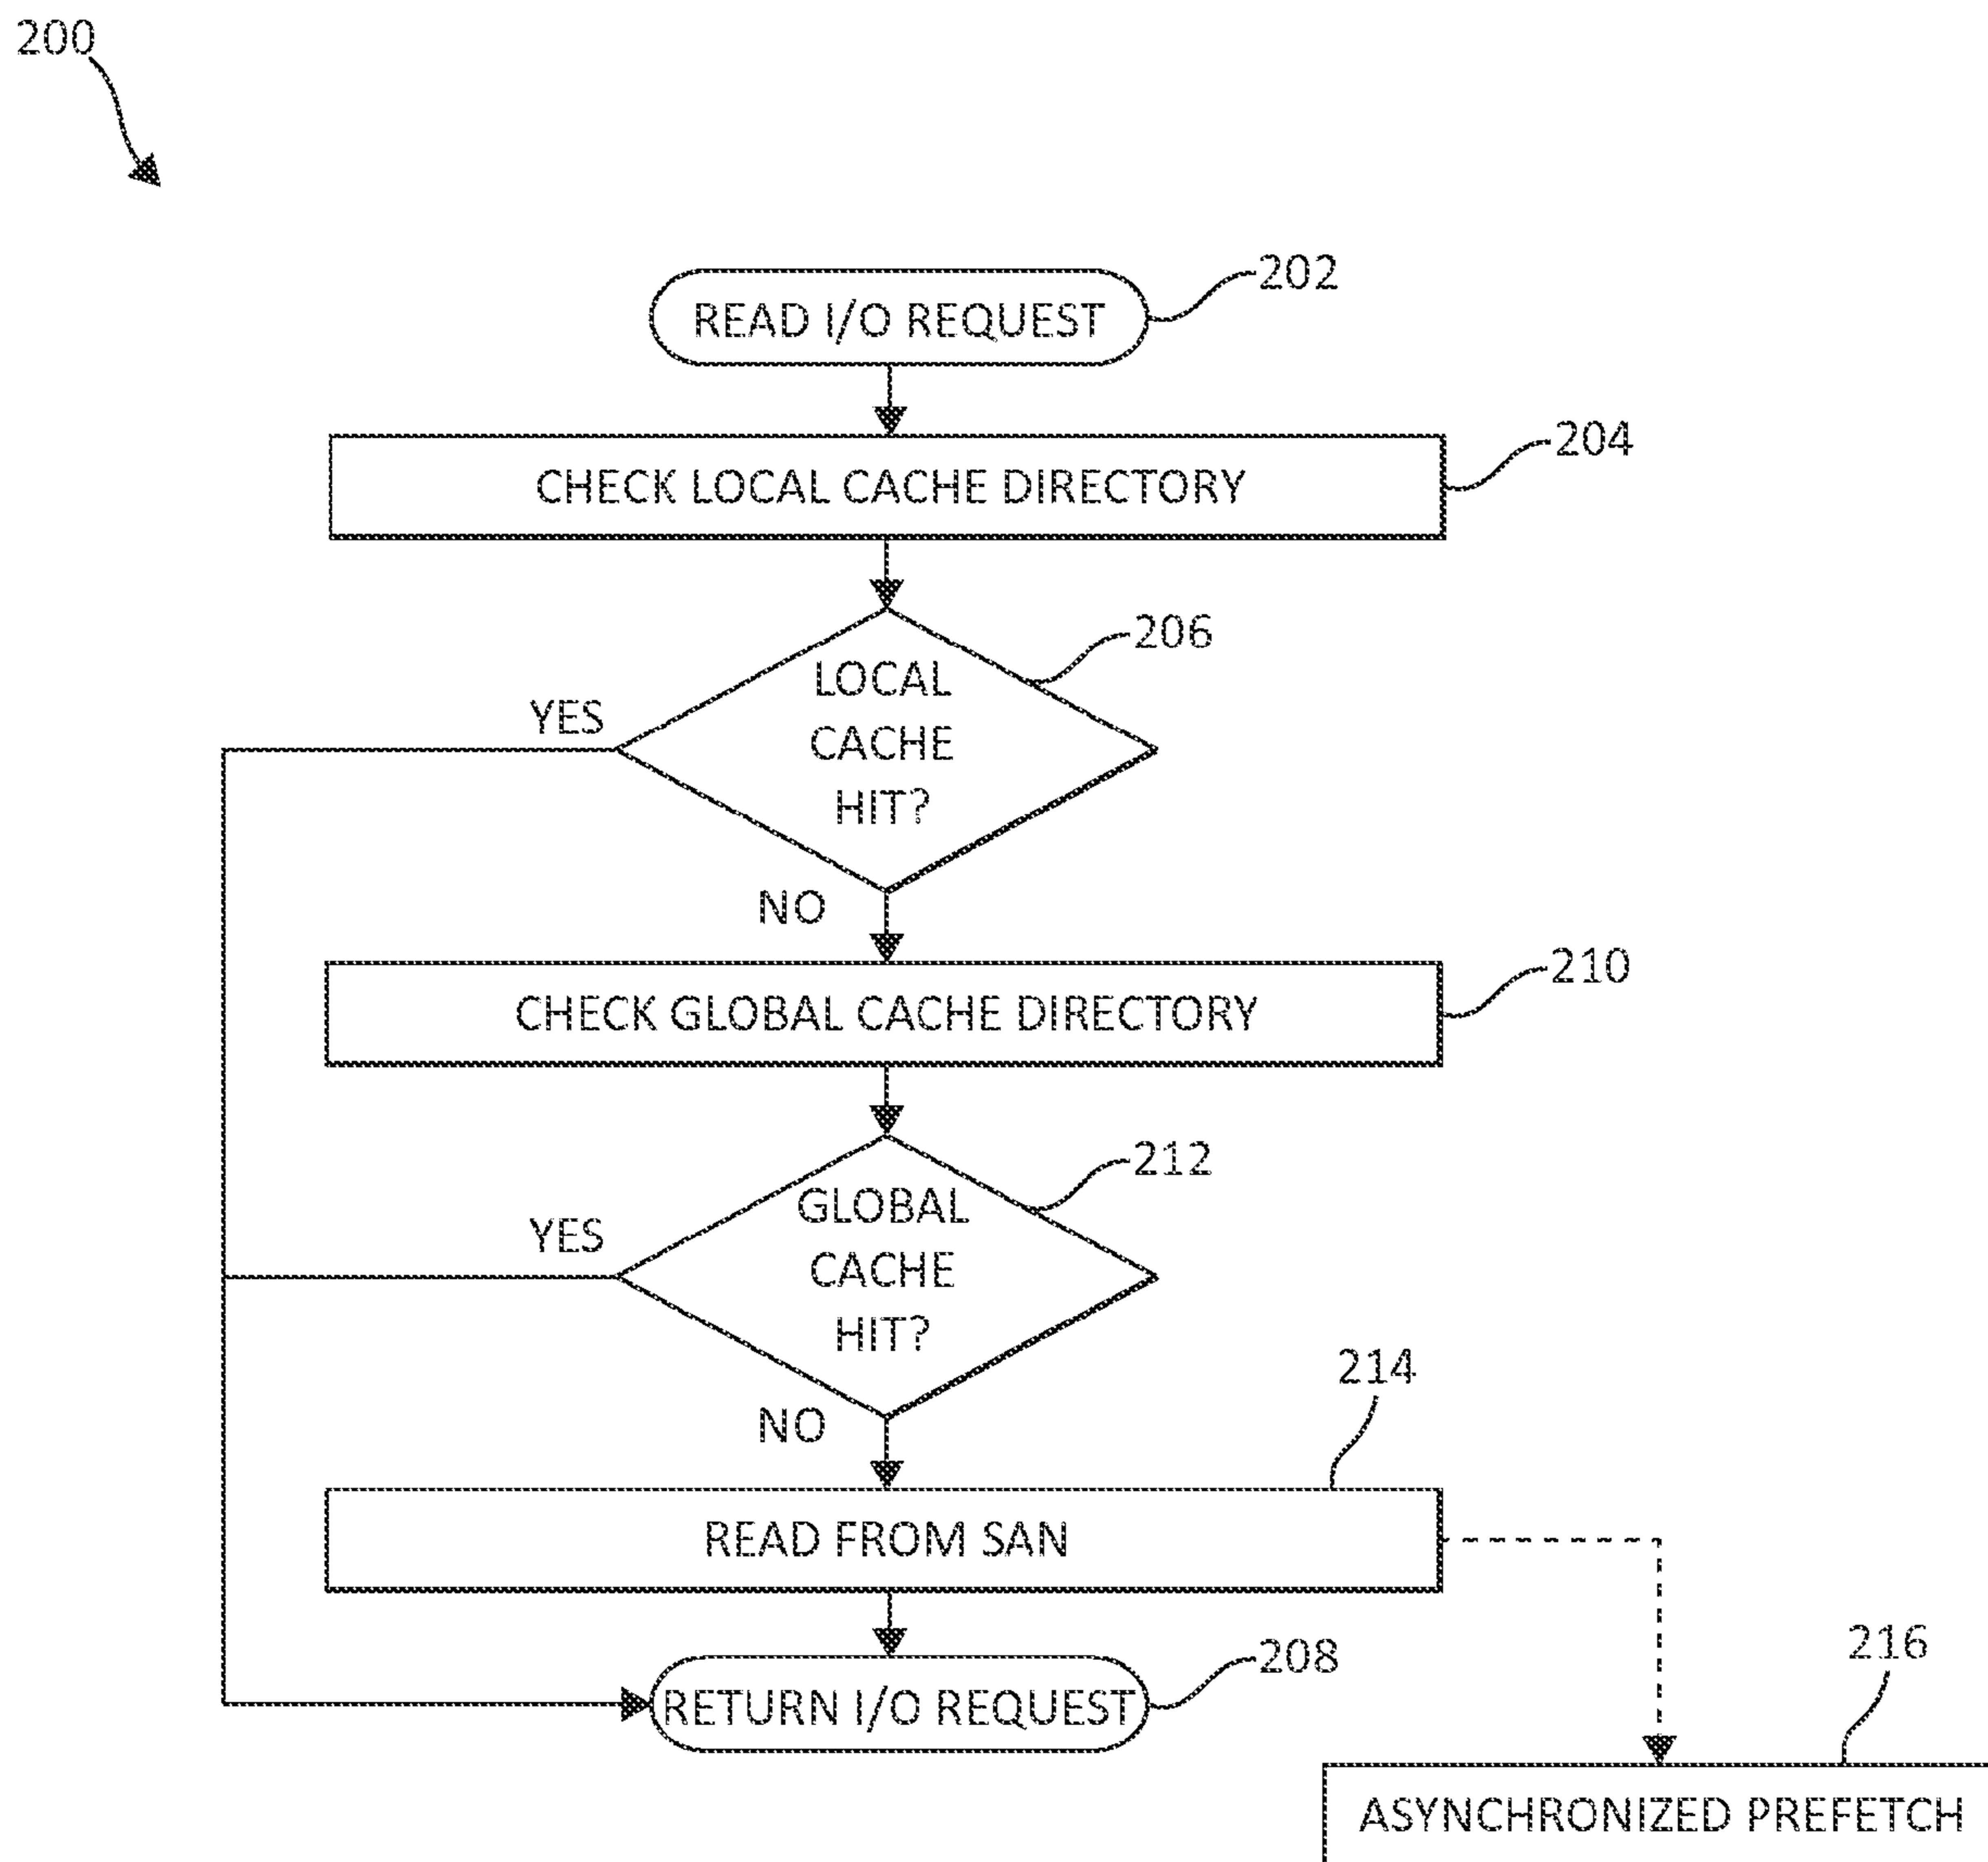 200
READ I/O REQUEST
202
CHECK LOCAL CACHE DIRECTORY
204
LOCAL
CACHE
HIT?
206
YES
NO
CHECK GLOBAL CACHE DIRECTORY
210
GLOBAL
CACHE
HIT?
212
YES
NO
214
READ FROM SAN
RETURN I/O REQUEST
208
216
ASYNCHRONIZED PREFETCH